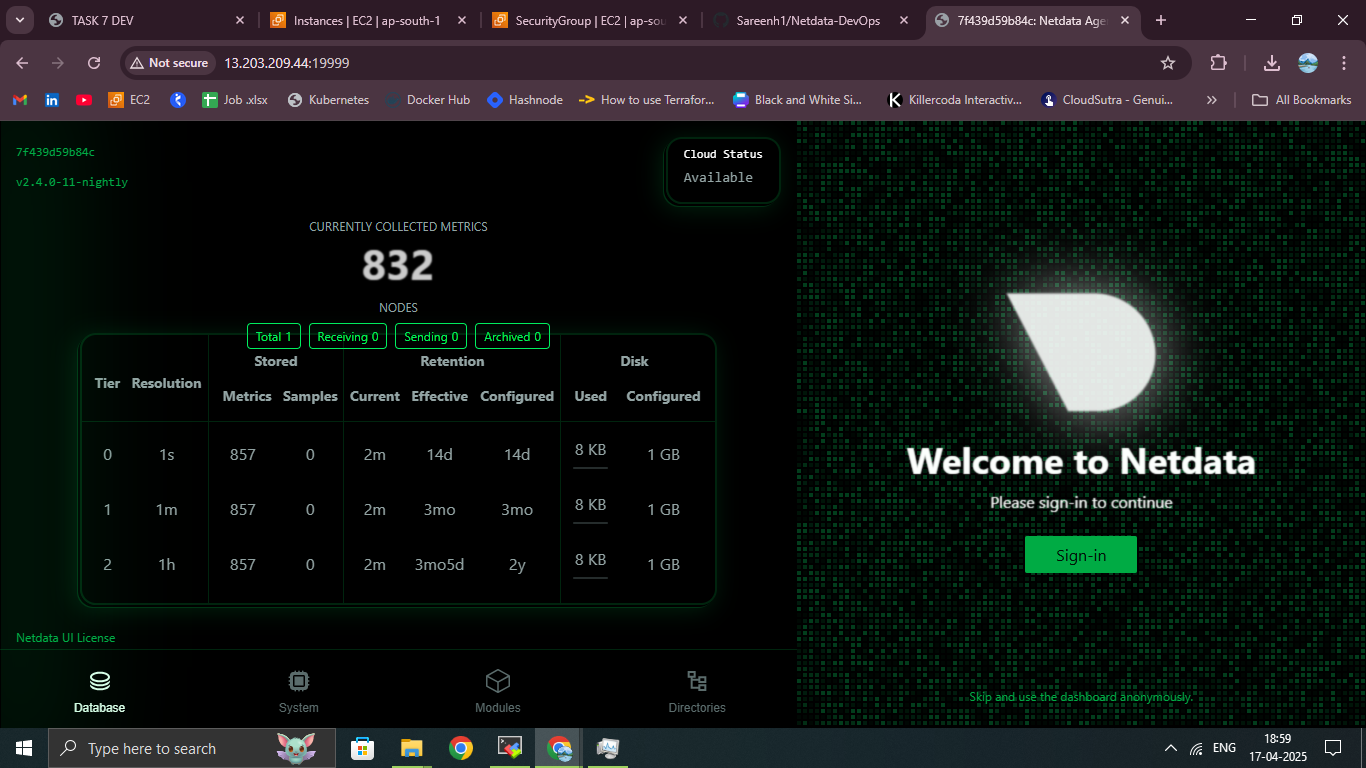 TASK 7 DEV
Instances | EC2 | ap-south-1
SecurityGroup | EC2 | ap-sou
Sareenh1/Netdata-DevOps
7f439d59b84c: Netdata Age
Not secure
13.203.209.44:19999
EC2
Job .xlsx
Kubernetes
Docker Hub
Hashnode
How to use Terrafor...
Black and White Si...
Killercoda Interactiv...
CloudSutra - Genui...
All Bookmarks
7f439d59b84c
v2.4.0-11-nightly
Cloud Status
Available
CURRENTLY COLLECTED METRICS
832
NODES
Total 1 Receiving 0 Sending 0 Archived 0
Stored Retention Disk
Tier Resolution Metrics Samples Current Effective Configured Used Configured
0 1s 857 0 2m 14d 14d 8 KB 1 GB
1 1m 857 0 2m 3mo 3mo 8 KB 1 GB
2 1h 857 0 2m 3mo5d 2y 8 KB 1 GB
Netdata UI License
Database System Modules Directories
Welcome to Netdata
Please sign-in to continue
Sign-in
Skip and use the dashboard anonymously.
Type here to search
ENG
18:59
17-04-2025